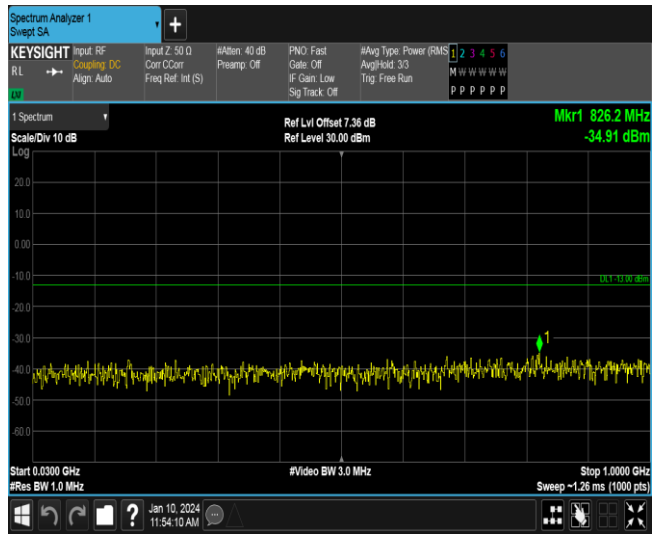 Spectrum Analyzer 1
Swept SA
+
KEYSIGHT Input: RF Input Z: 50 Ω #Atten: 40 dB PNO: Fast #Avg Type: Power (RMS 1 2 3 4 5 6
RL Coupling: DC Corr CCorr Preamp: Off Gate: Off Avg|Hold: 3/3 M W W W W W
Align: Auto Freq Ref: Int (S) IF Gain: Low Trig: Free Run
Sig Track: Off P P P P P P
LXI
1 Spectrum Ref Lvl Offset 7.36 dB Mkr1 826.2 MHz
Scale/Div 10 dB Ref Level 30.00 dBm -34.91 dBm
Log
20.0
10.0
0.00
-10.0
DL1 -13.00 dBm
-20.0
-30.0
1
-40.0
-50.0
-60.0
Start 0.0300 GHz #Video BW 3.0 MHz Stop 1.0000 GHz
#Res BW 1.0 MHz Sweep ~1.26 ms (1000 pts)
? Jan 10, 2024
11:54:10 AM